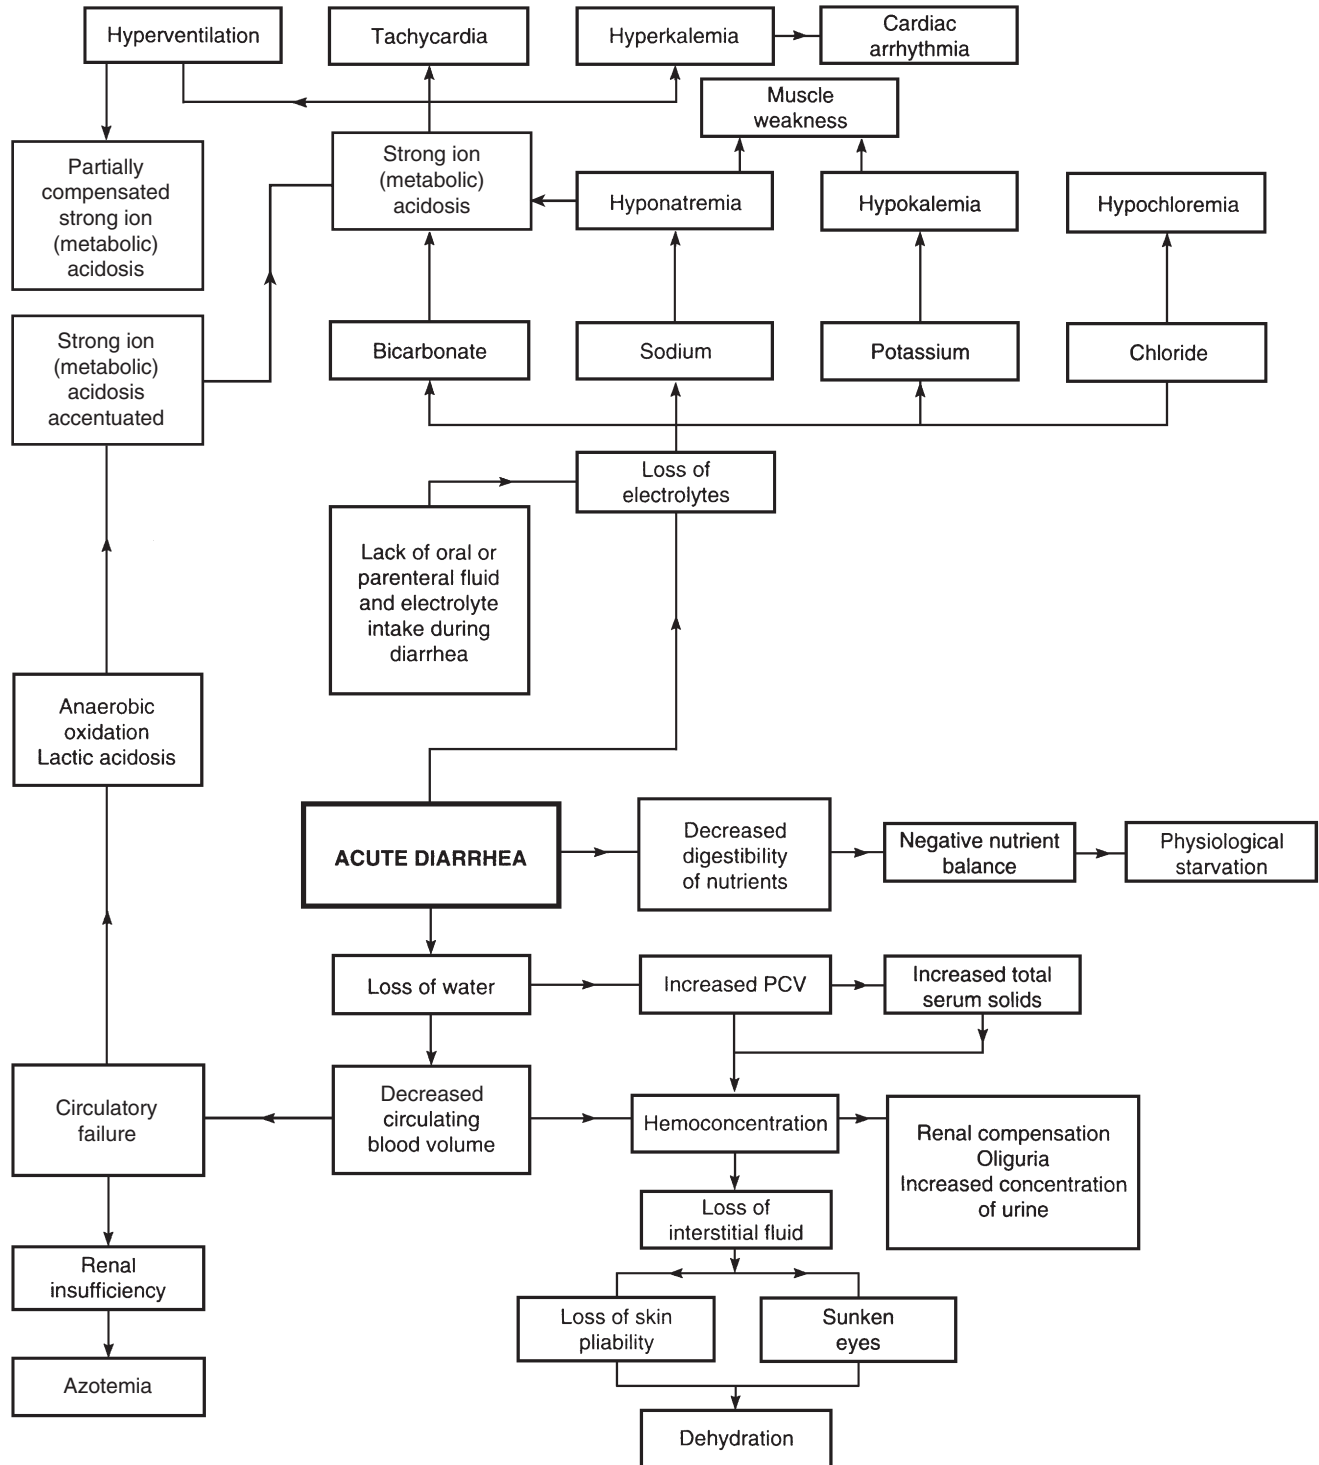 Hyperventilation
Tachycardia
Hyperkalemia
Cardiac
arrhythmia
Muscle
weakness
Partially
compensated
strong ion
(metabolic)
acidosis
Strong ion
(metabolic)
acidosis
Hyponatremia
Hypokalemia
Hypochloremia
Strong ion
(metabolic)
acidosis
accentuated
Bicarbonate
Sodium
Potassium
Chloride
Loss of
electrolytes
Lack of oral or
parenteral fluid
and electrolyte
intake during
diarrhea
Anaerobic
oxidation
Lactic acidosis
ACUTE DIARRHEA
Decreased
digestibility
of nutrients
Negative nutrient
balance
Physiological
starvation
Loss of water
Increased PCV
Increased total
serum solids
Circulatory
failure
Decreased
circulating
blood volume
Hemoconcentration
Renal compensation
Oliguria
Increased concentration
of urine
Loss of
interstitial fluid
Renal
insufficiency
Loss of skin
pliability
Sunken
eyes
Azotemia
Dehydration